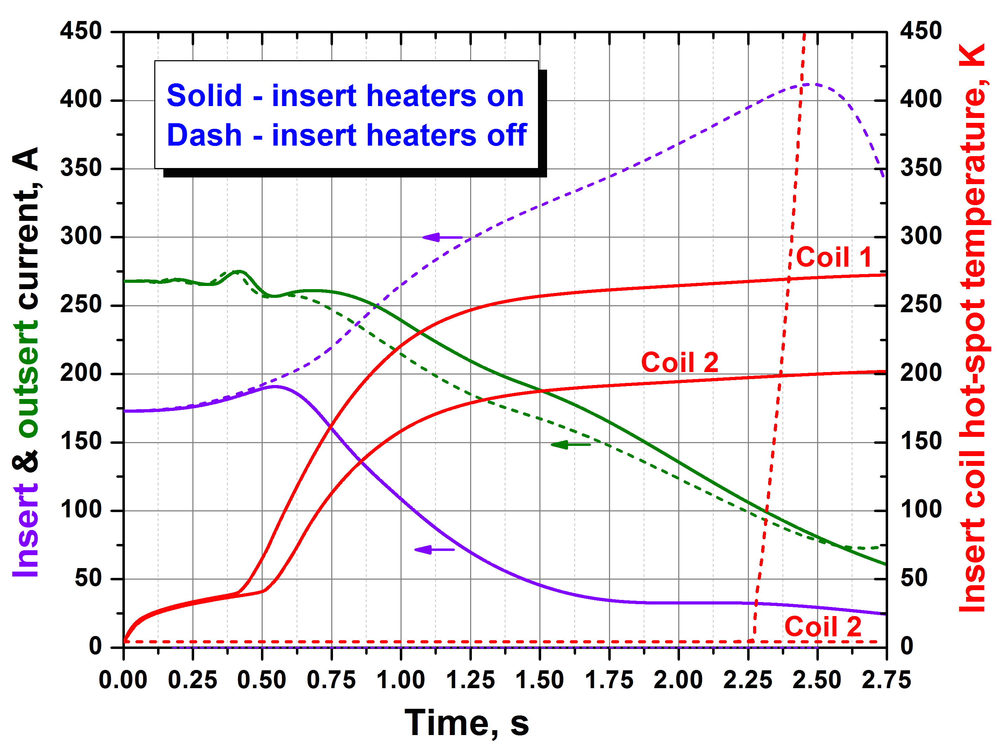 450
400
350
300
250
200
150
100
50
0
Insert & outsert current, A
Solid - insert heaters on
Dash - insert heaters off
Coil 1
Coil 2
Coil 2
450
400
350
300
250
200
150
100
50
0
Insert coil hot-spot temperature, K
0.00 0.25 0.50 0.75 1.00 1.25 1.50 1.75 2.00 2.25 2.50 2.75
Time, s